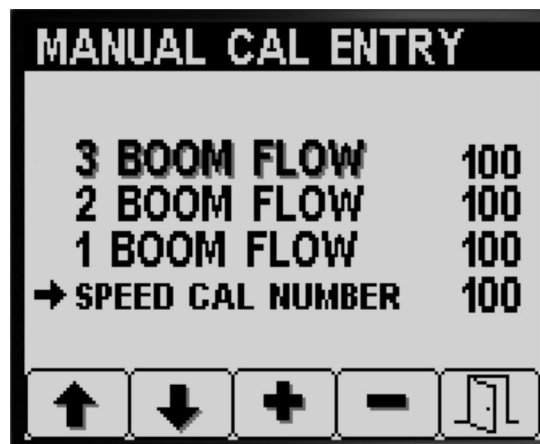 MANUAL CAL ENTRY
3 BOOM FLOW 100
2 BOOM FLOW 100
1 BOOM FLOW 100
SPEED CAL NUMBER 100